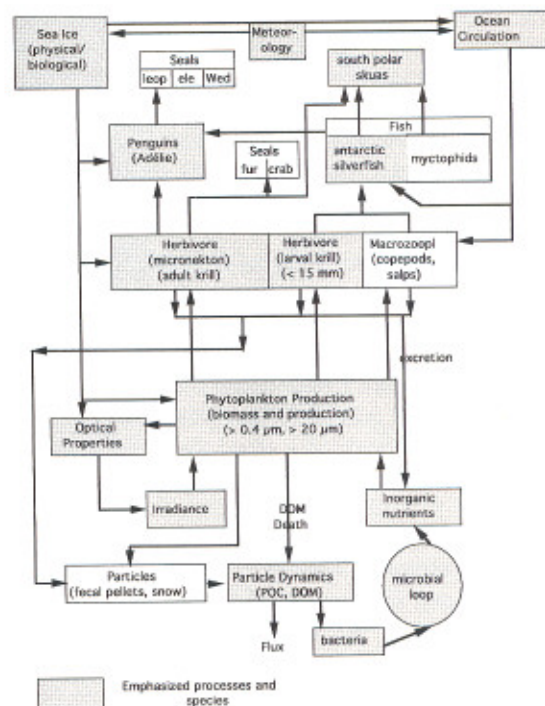 Sea Ice
(physical/
biological)
Meteor-
ology
Ocean
Circulation
Seals
leop ele Wed
south polar
skuas
Fish
Penguins
(Adélie)
antarctic
silverfish
myctophids
Seals
fur crab
Herbivore
(micronekton)
(adult krill)
Herbivore
(larval krill)
(< 15 mm)
Macrozoopl
(copepods,
salps)
excretion
Phytoplankton Production
(biomass and production)
(> 0.4 µm, > 20 µm)
Optical
Properties
Irradiance
DOM
Death
Inorganic
nutrients
Particles
(fecal pellets, snow)
Particle Dynamics
(POC, DOM)
microbial
loop
Flux
bacteria
Emphasized processes and
species